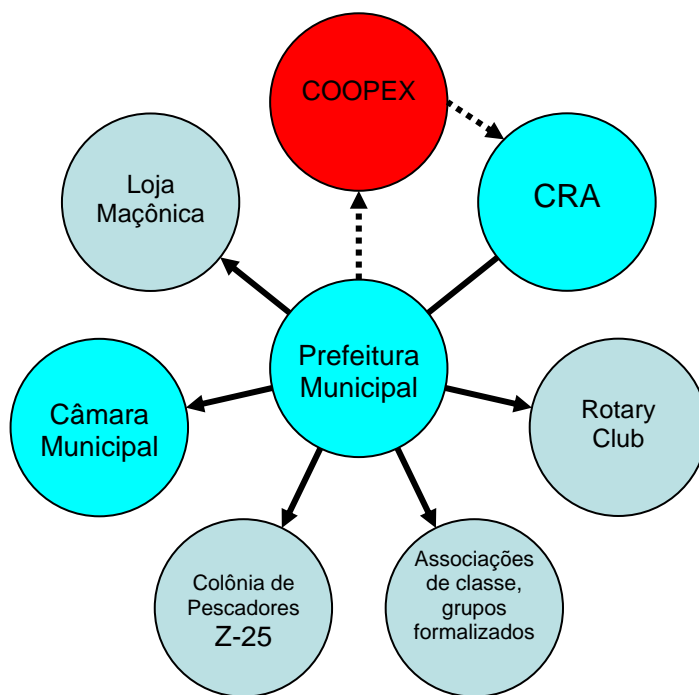 COOPEX
Loja
Maçônica
CRA
Prefeitura
Municipal
Câmara
Municipal
Rotary
Club
Colônia de
Pescadores
Z-25
Associações
de classe,
grupos
formalizados